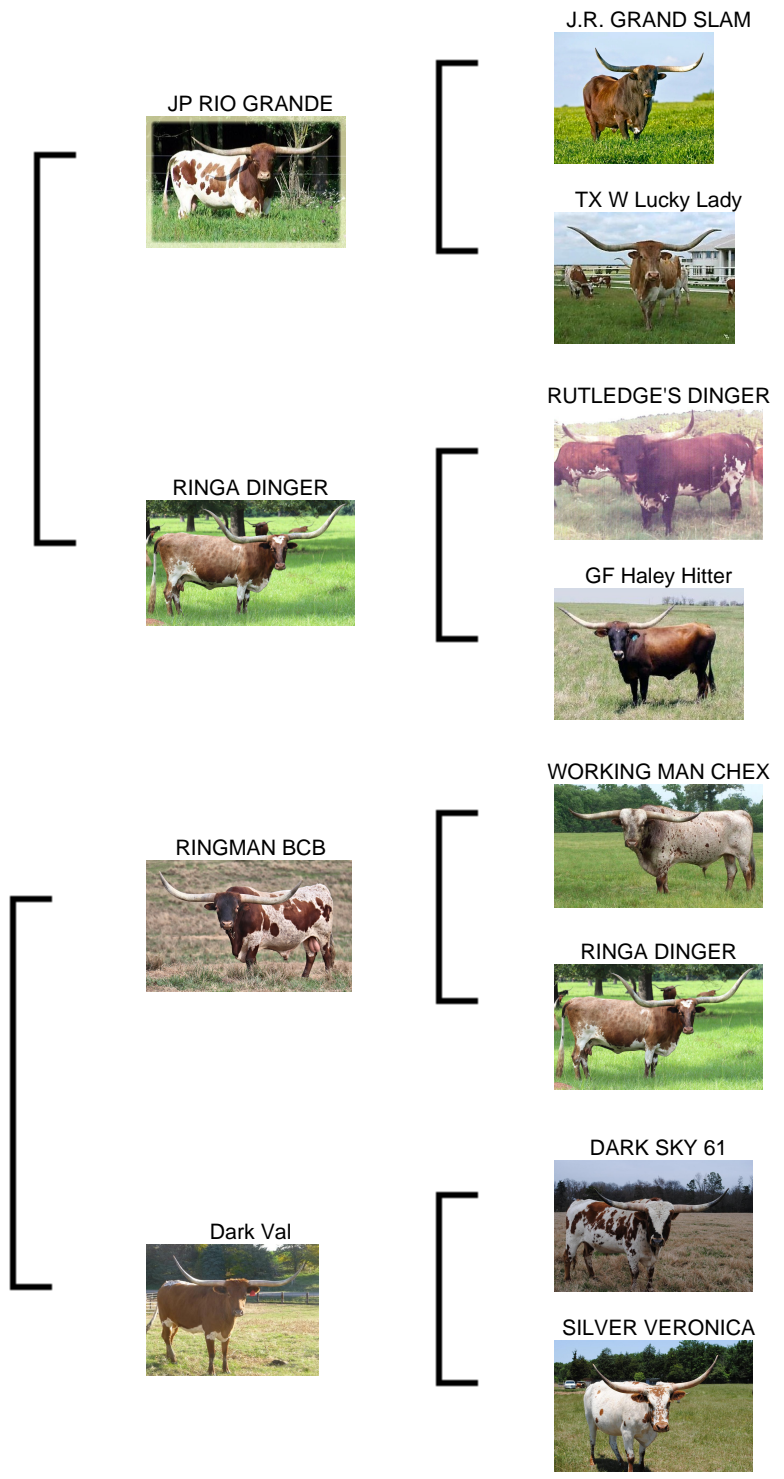 J.R. GRAND SLAM
JP RIO GRANDE
TX W Lucky Lady
RUTLEDGE'S DINGER
RINGA DINGER
GF Haley Hitter
WORKING MAN CHEX
RINGMAN BCB
RINGA DINGER
DARK SKY 61
Dark Val
SILVER VERONICA